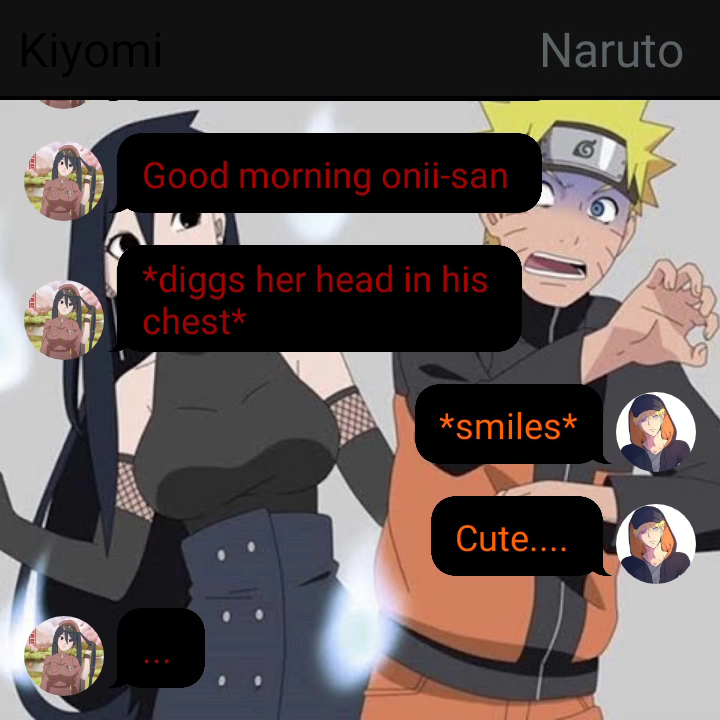 Kiyomi Naruto
Good morning onii-san
*diggs her head in his
chest*
*smiles*
Cute....
...